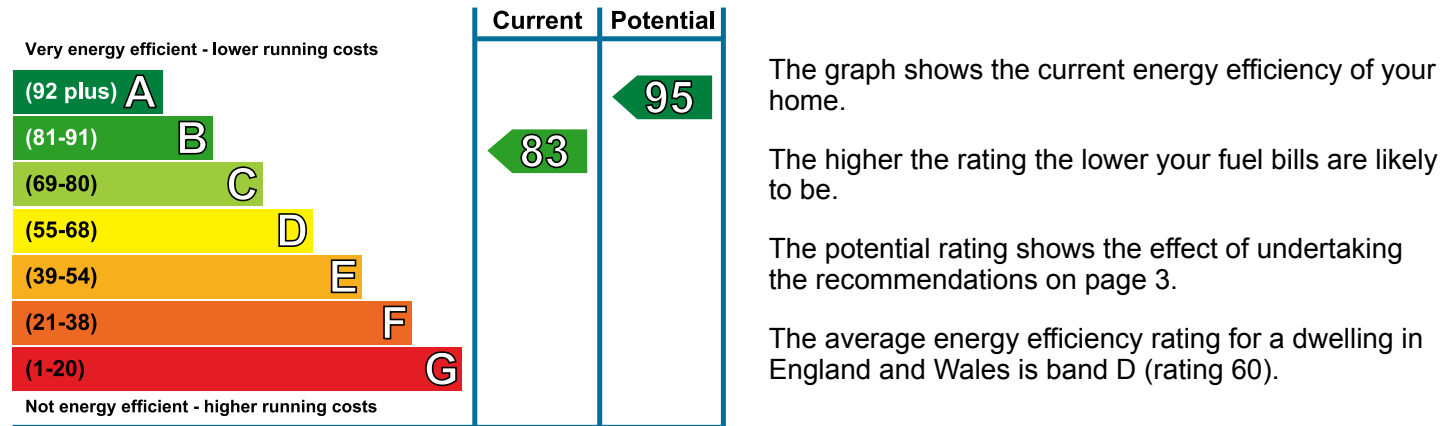 Current Potential
Very energy efficient - lower running costs
(92 plus) A
95
(81-91) B
83
(69-80) C
(55-68) D
(39-54) E
(21-38) F
(1-20) G
Not energy efficient - higher running costs
The graph shows the current energy efficiency of your
home.
The higher the rating the lower your fuel bills are likely
to be.
The potential rating shows the effect of undertaking
the recommendations on page 3.
The average energy efficiency rating for a dwelling in
England and Wales is band D (rating 60).